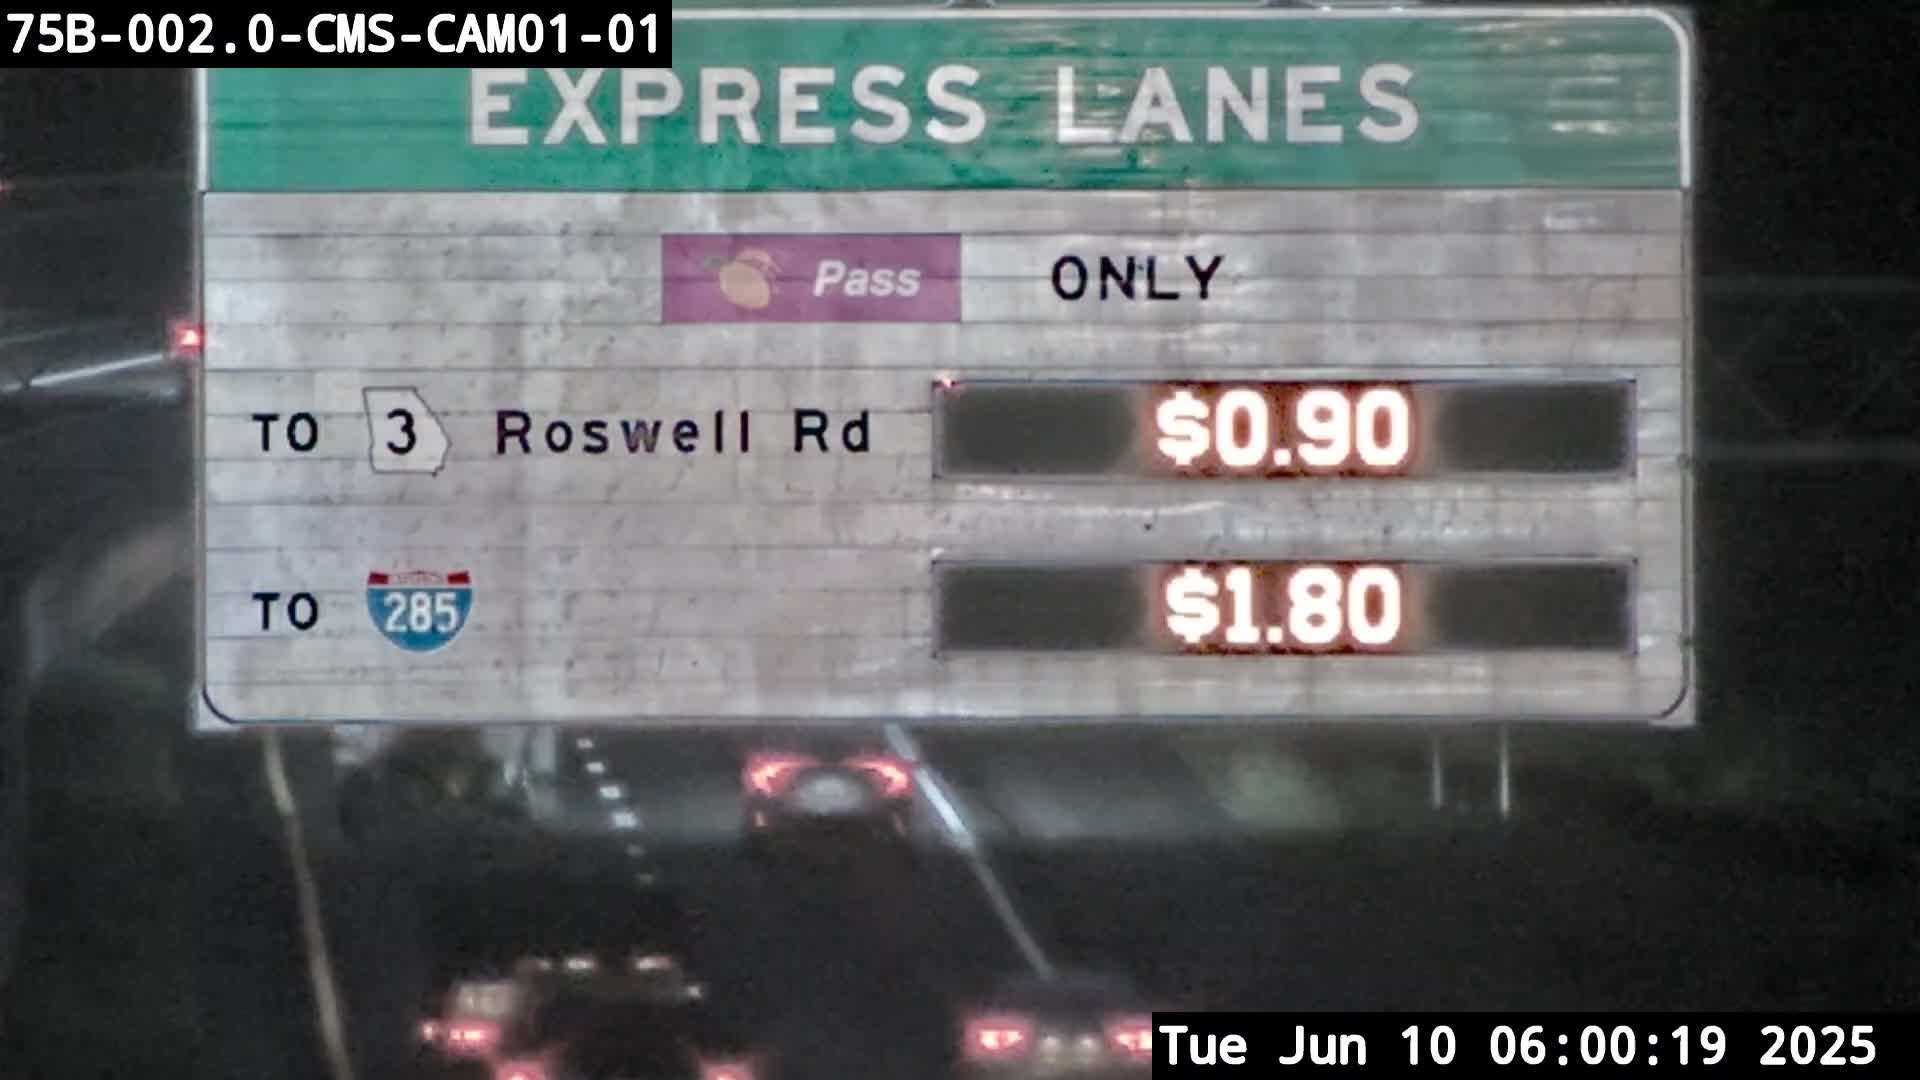 75B-002.0-CMS-CAM01-01
EXPRESS LANES
Pass ONLY
TO 3 Roswell Rd $0.90
TO 285 $1.80
Tue Jun 10 06:00:19 2025